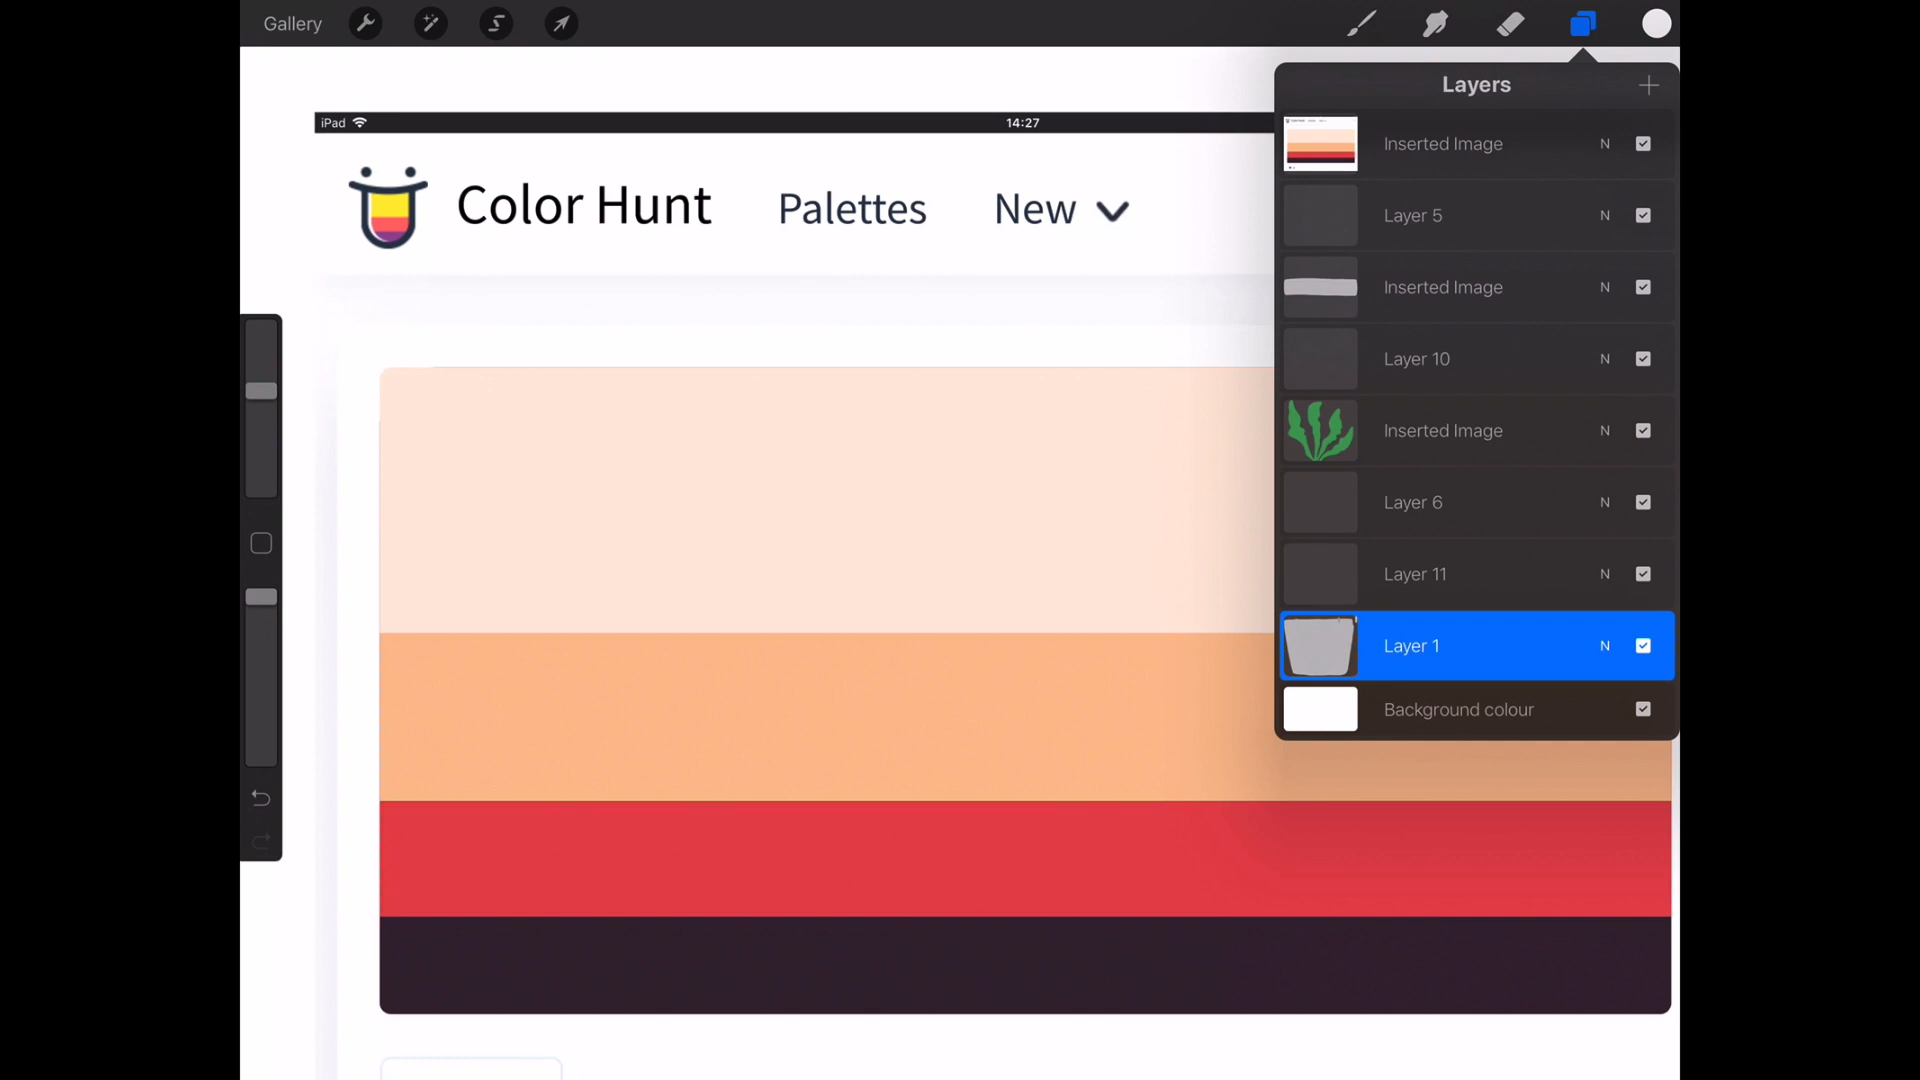 Gallery
Layers
iPad
14:27
Color Hunt
Palettes
New
Inserted Image N
Layer 5 N
Inserted Image N
Layer 10 N
Inserted Image N
Layer 6 N
Layer 11 N
Layer 1 N
Background colour